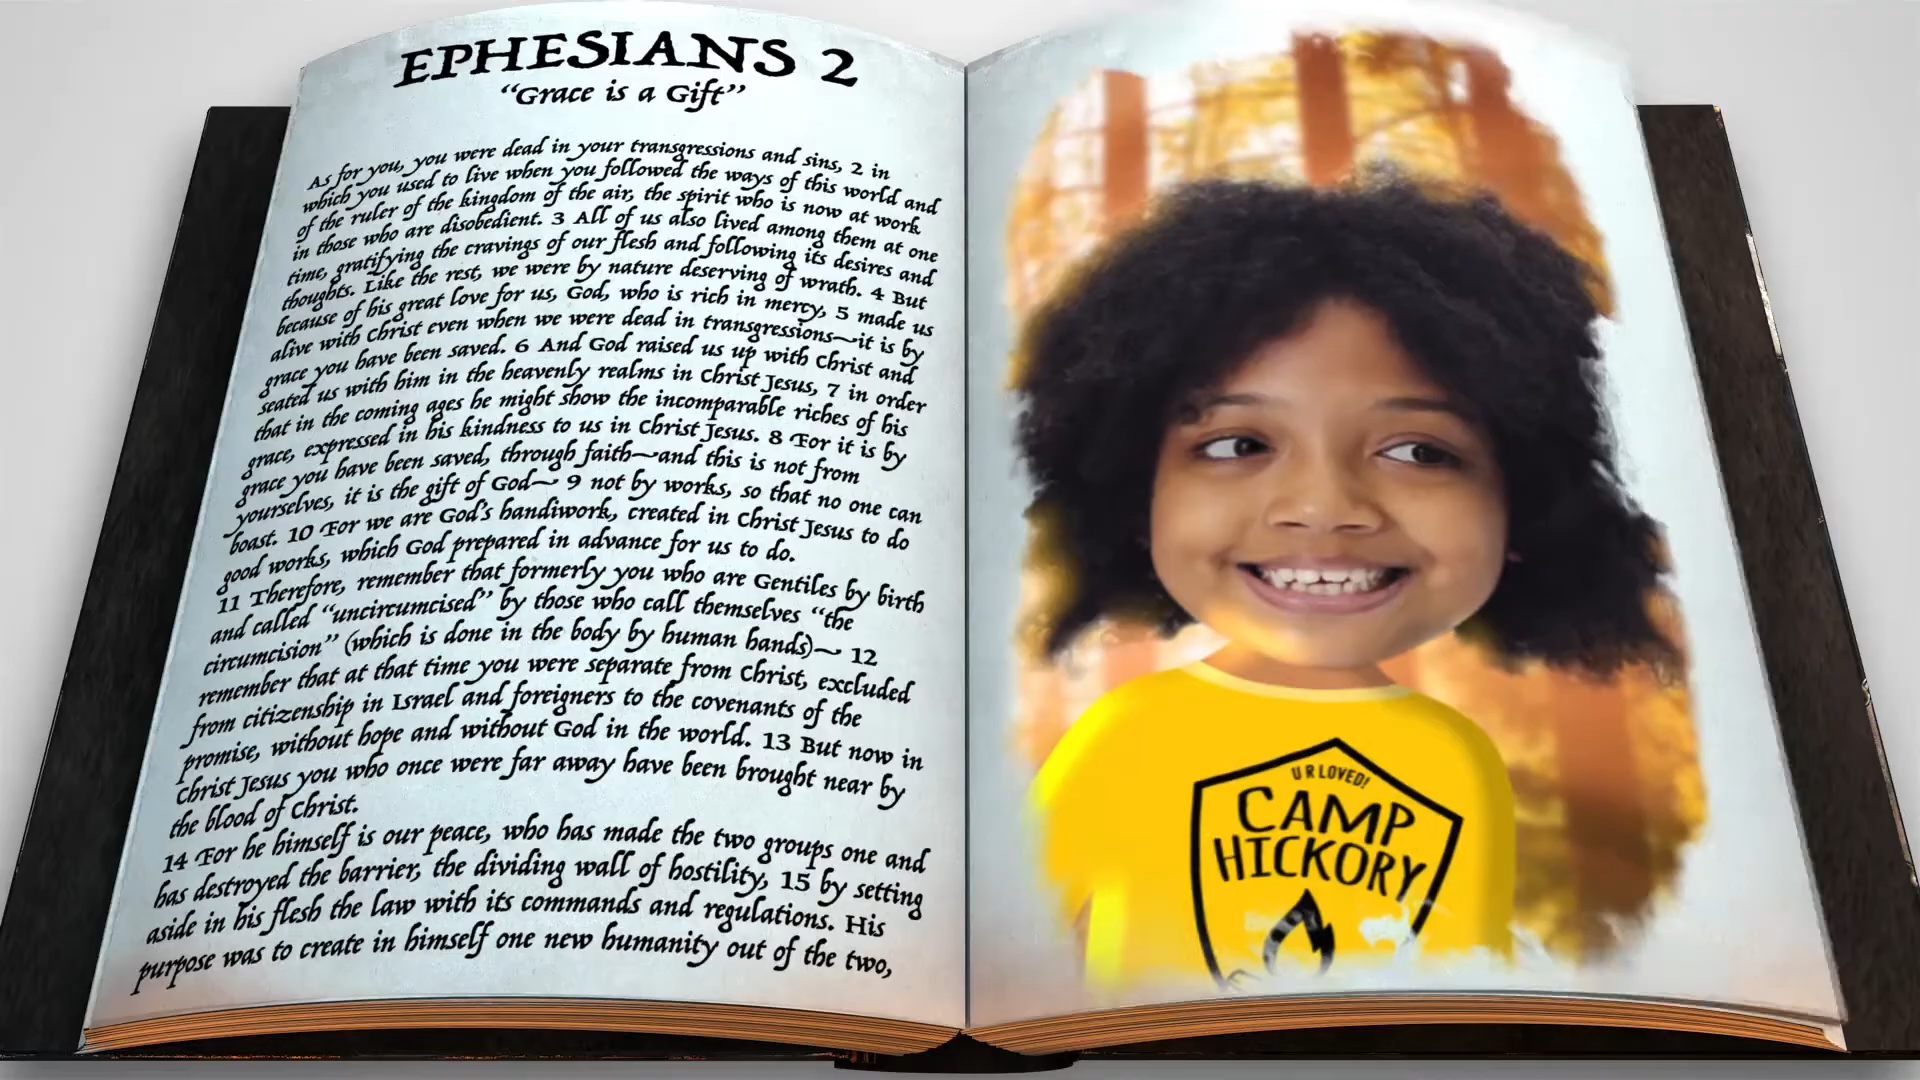 EPHESIANS 2
“Grace is a Gift”
As for you, you were dead in your transgressions and sins, 2 in
which you used to live when you followed the ways of this world and
of the ruler of the kingdom of the air, the spirit who is now at work
in those who are disobedient. 3 All of us also lived among them at one
time, gratifying the cravings of our flesh and following its desires and
thoughts. Like the rest, we were by nature deserving of wrath. 4 But
because of his great love for us, God, who is rich in mercy, 5 made us
alive with Christ even when we were dead in transgressions—it is by
grace you have been saved. 6 And God raised us up with Christ and
seated us with him in the heavenly realms in Christ Jesus, 7 in order
that in the coming ages he might show the incomparable riches of his
grace, expressed in his kindness to us in Christ Jesus. 8 For it is by
grace you have been saved, through faith—and this is not from
yourselves, it is the gift of God— 9 not by works, so that no one can
boast. 10 For we are God’s handiwork, created in Christ Jesus to do
good works, which God prepared in advance for us to do.
11 Therefore, remember that formerly you who are Gentiles by birth
and called “uncircumcised” by those who call themselves “the
circumcision” (which is done in the body by human hands)— 12
remember that at that time you were separate from Christ, excluded
from citizenship in Israel and foreigners to the covenants of the
promise, without hope and without God in the world. 13 But now in
Christ Jesus you who once were far away have been brought near by
the blood of Christ.
14 For he himself is our peace, who has made the two groups one and
has destroyed the barrier, the dividing wall of hostility, 15 by setting
aside in his flesh the law with its commands and regulations. His
purpose was to create in himself one new humanity out of the two,
U R LOVED!
CAMP
HICKORY